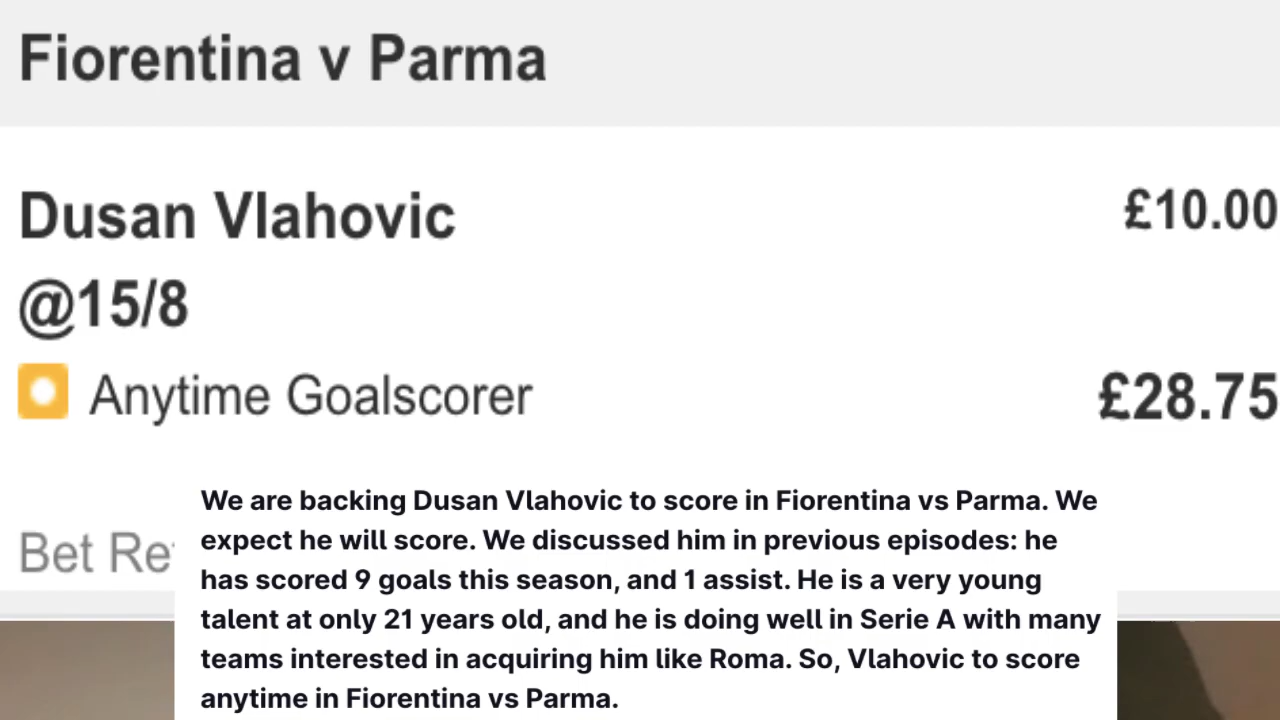 Fiorentina v Parma
Dusan Vlahovic £10.00
@15/8
Anytime Goalscorer £28.75
Bet
We are backing Dusan Vlahovic to score in Fiorentina vs Parma. We
expect he will score. We discussed him in previous episodes: he
has scored 9 goals this season, and 1 assist. He is a very young
talent at only 21 years old, and he is doing well in Serie A with many
teams interested in acquiring him like Roma. So, Vlahovic to score
anytime in Fiorentina vs Parma.